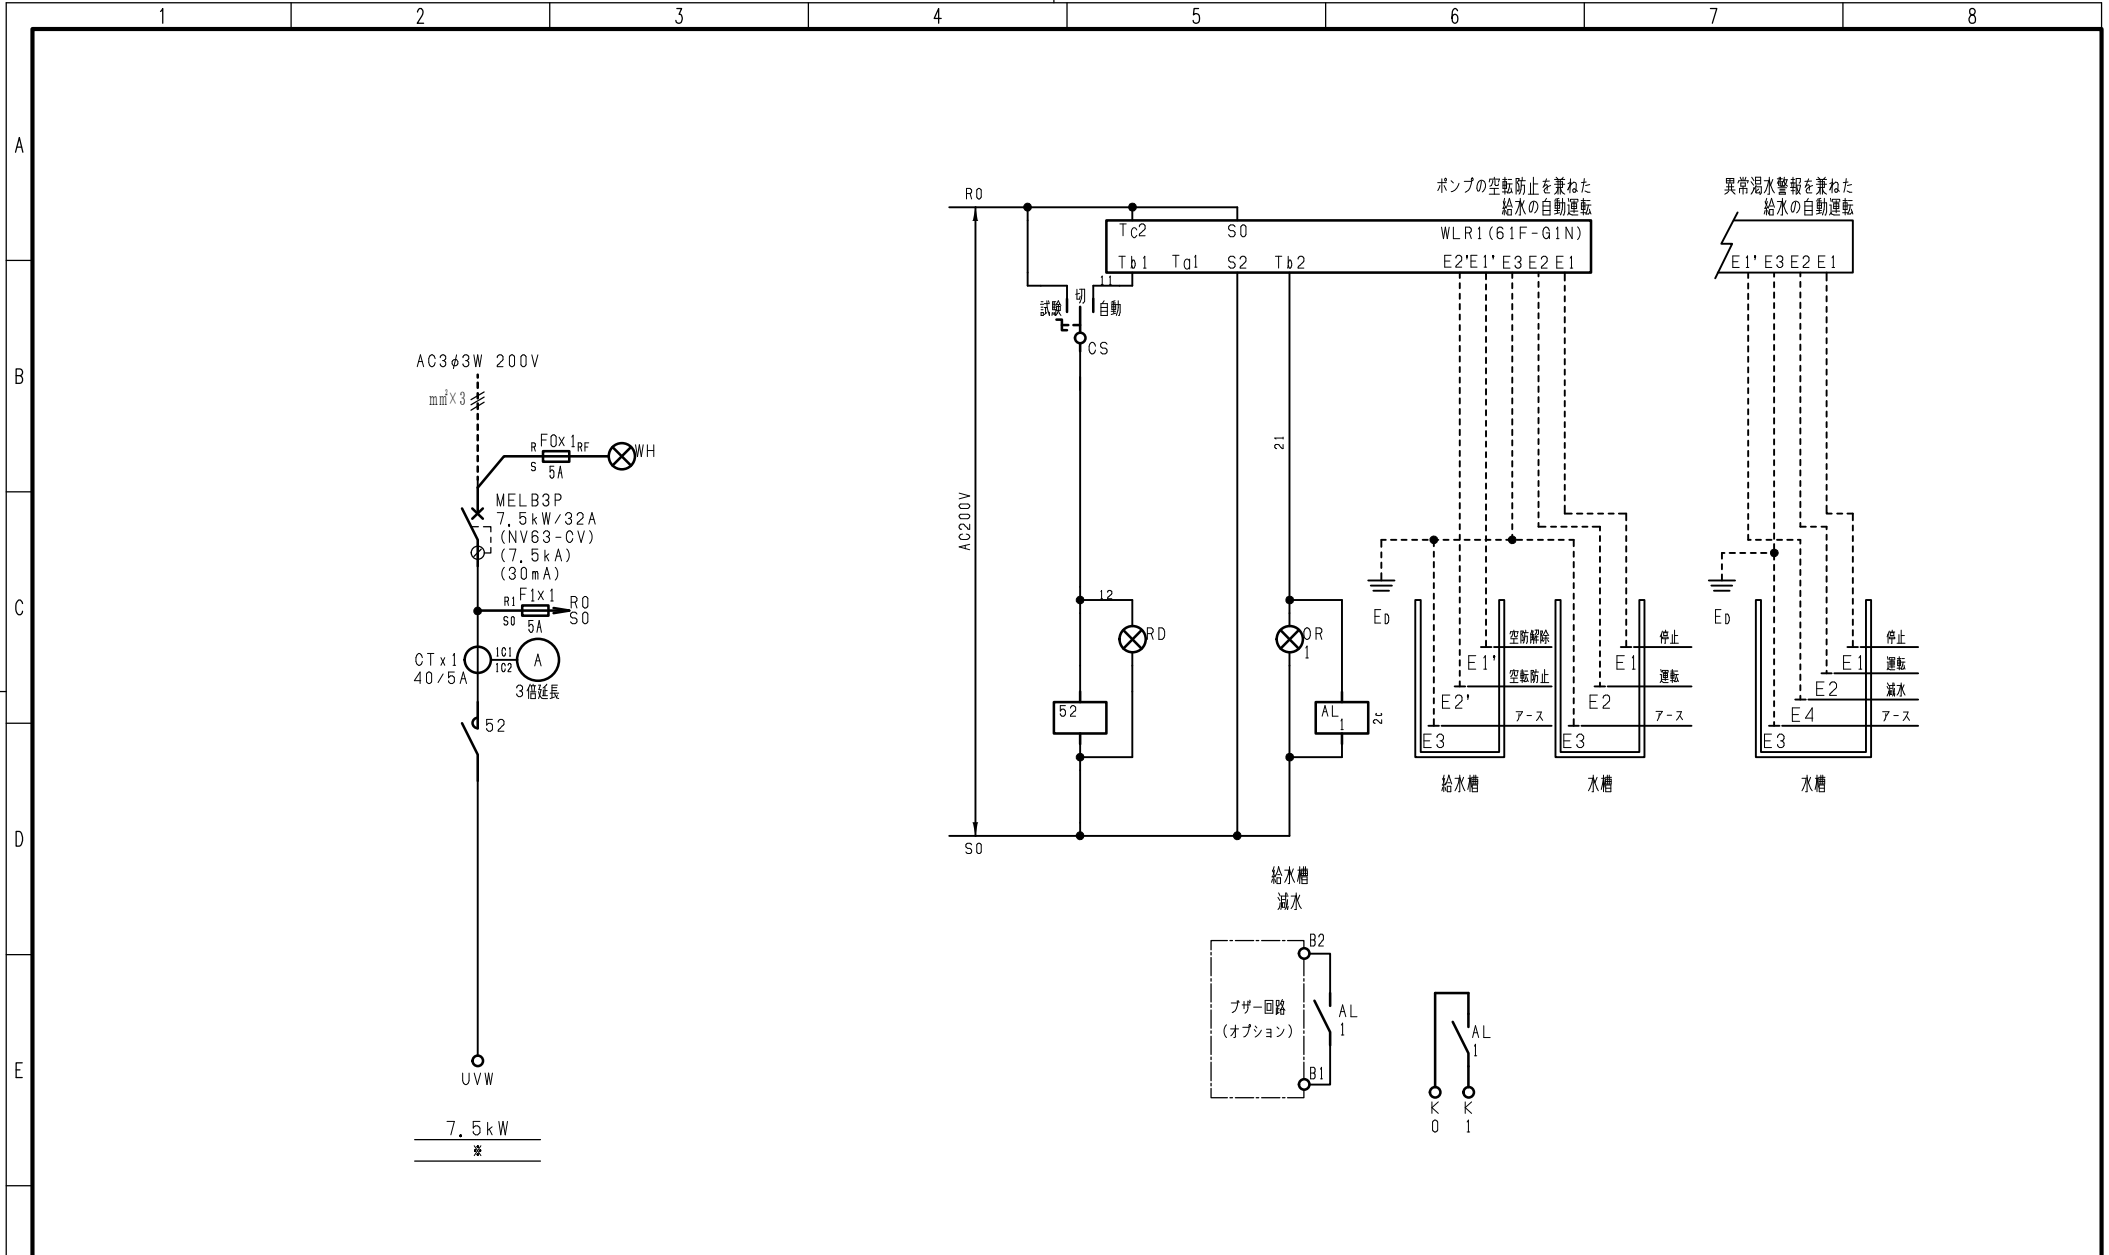 1 2 3 4 5 6 7 8
A
B
C
D
E
AC3φ3W 200V
mm²×3
R F0x1 RF
S 5A
WH
MELB3P
7.5kW/32A
(NV63-CV)
(7.5kA)
(30mA)
R1 F1x1 R0
S0 5A S0
CTx1
40/5A
1C1
1C2
A
3倍延長
52
UVW
7.5kW
※
R0
AC200V
S0
ポンプの空転防止を兼ねた
給水の自動運転
Tc2 S0 WLR1(61F-G1N)
Tb1 Ta1 S2 Tb2 E2'E1' E3 E2 E1
11
試験 切 自動
CS
21
12
RD
52
OR
1
AL
1
2c
ED
空防解除
E1'
空転防止
E2'
アース
E3
給水槽
停止
E1
運転
E2
アース
E3
水槽
異常渇水警報を兼ねた
給水の自動運転
E1' E3 E2 E1
ED
停止
E1
運転
E2
減水
E4
アース
E3
水槽
給水槽
減水
B2
ブザー回路
(オプション)
AL
1
B1
AL
1
K K
0 1